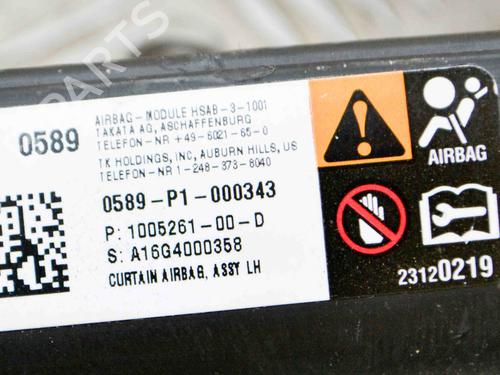 PARTS
0589
AIRBAG - MODULE HSAB-3-1001
TAKATA AG, ASCHAFFENBURG
TELEFON-NR +49-6021-65-0
TK HOLDINGS, INC, AUBURN HILLS, US
TELEFON-NR 1-248-373-8040
0589-P1-000343
P: 1005261-00-D
S: A16G4000358
CURTAIN AIRBAG, ASSY LH
AIRBAG
23120219